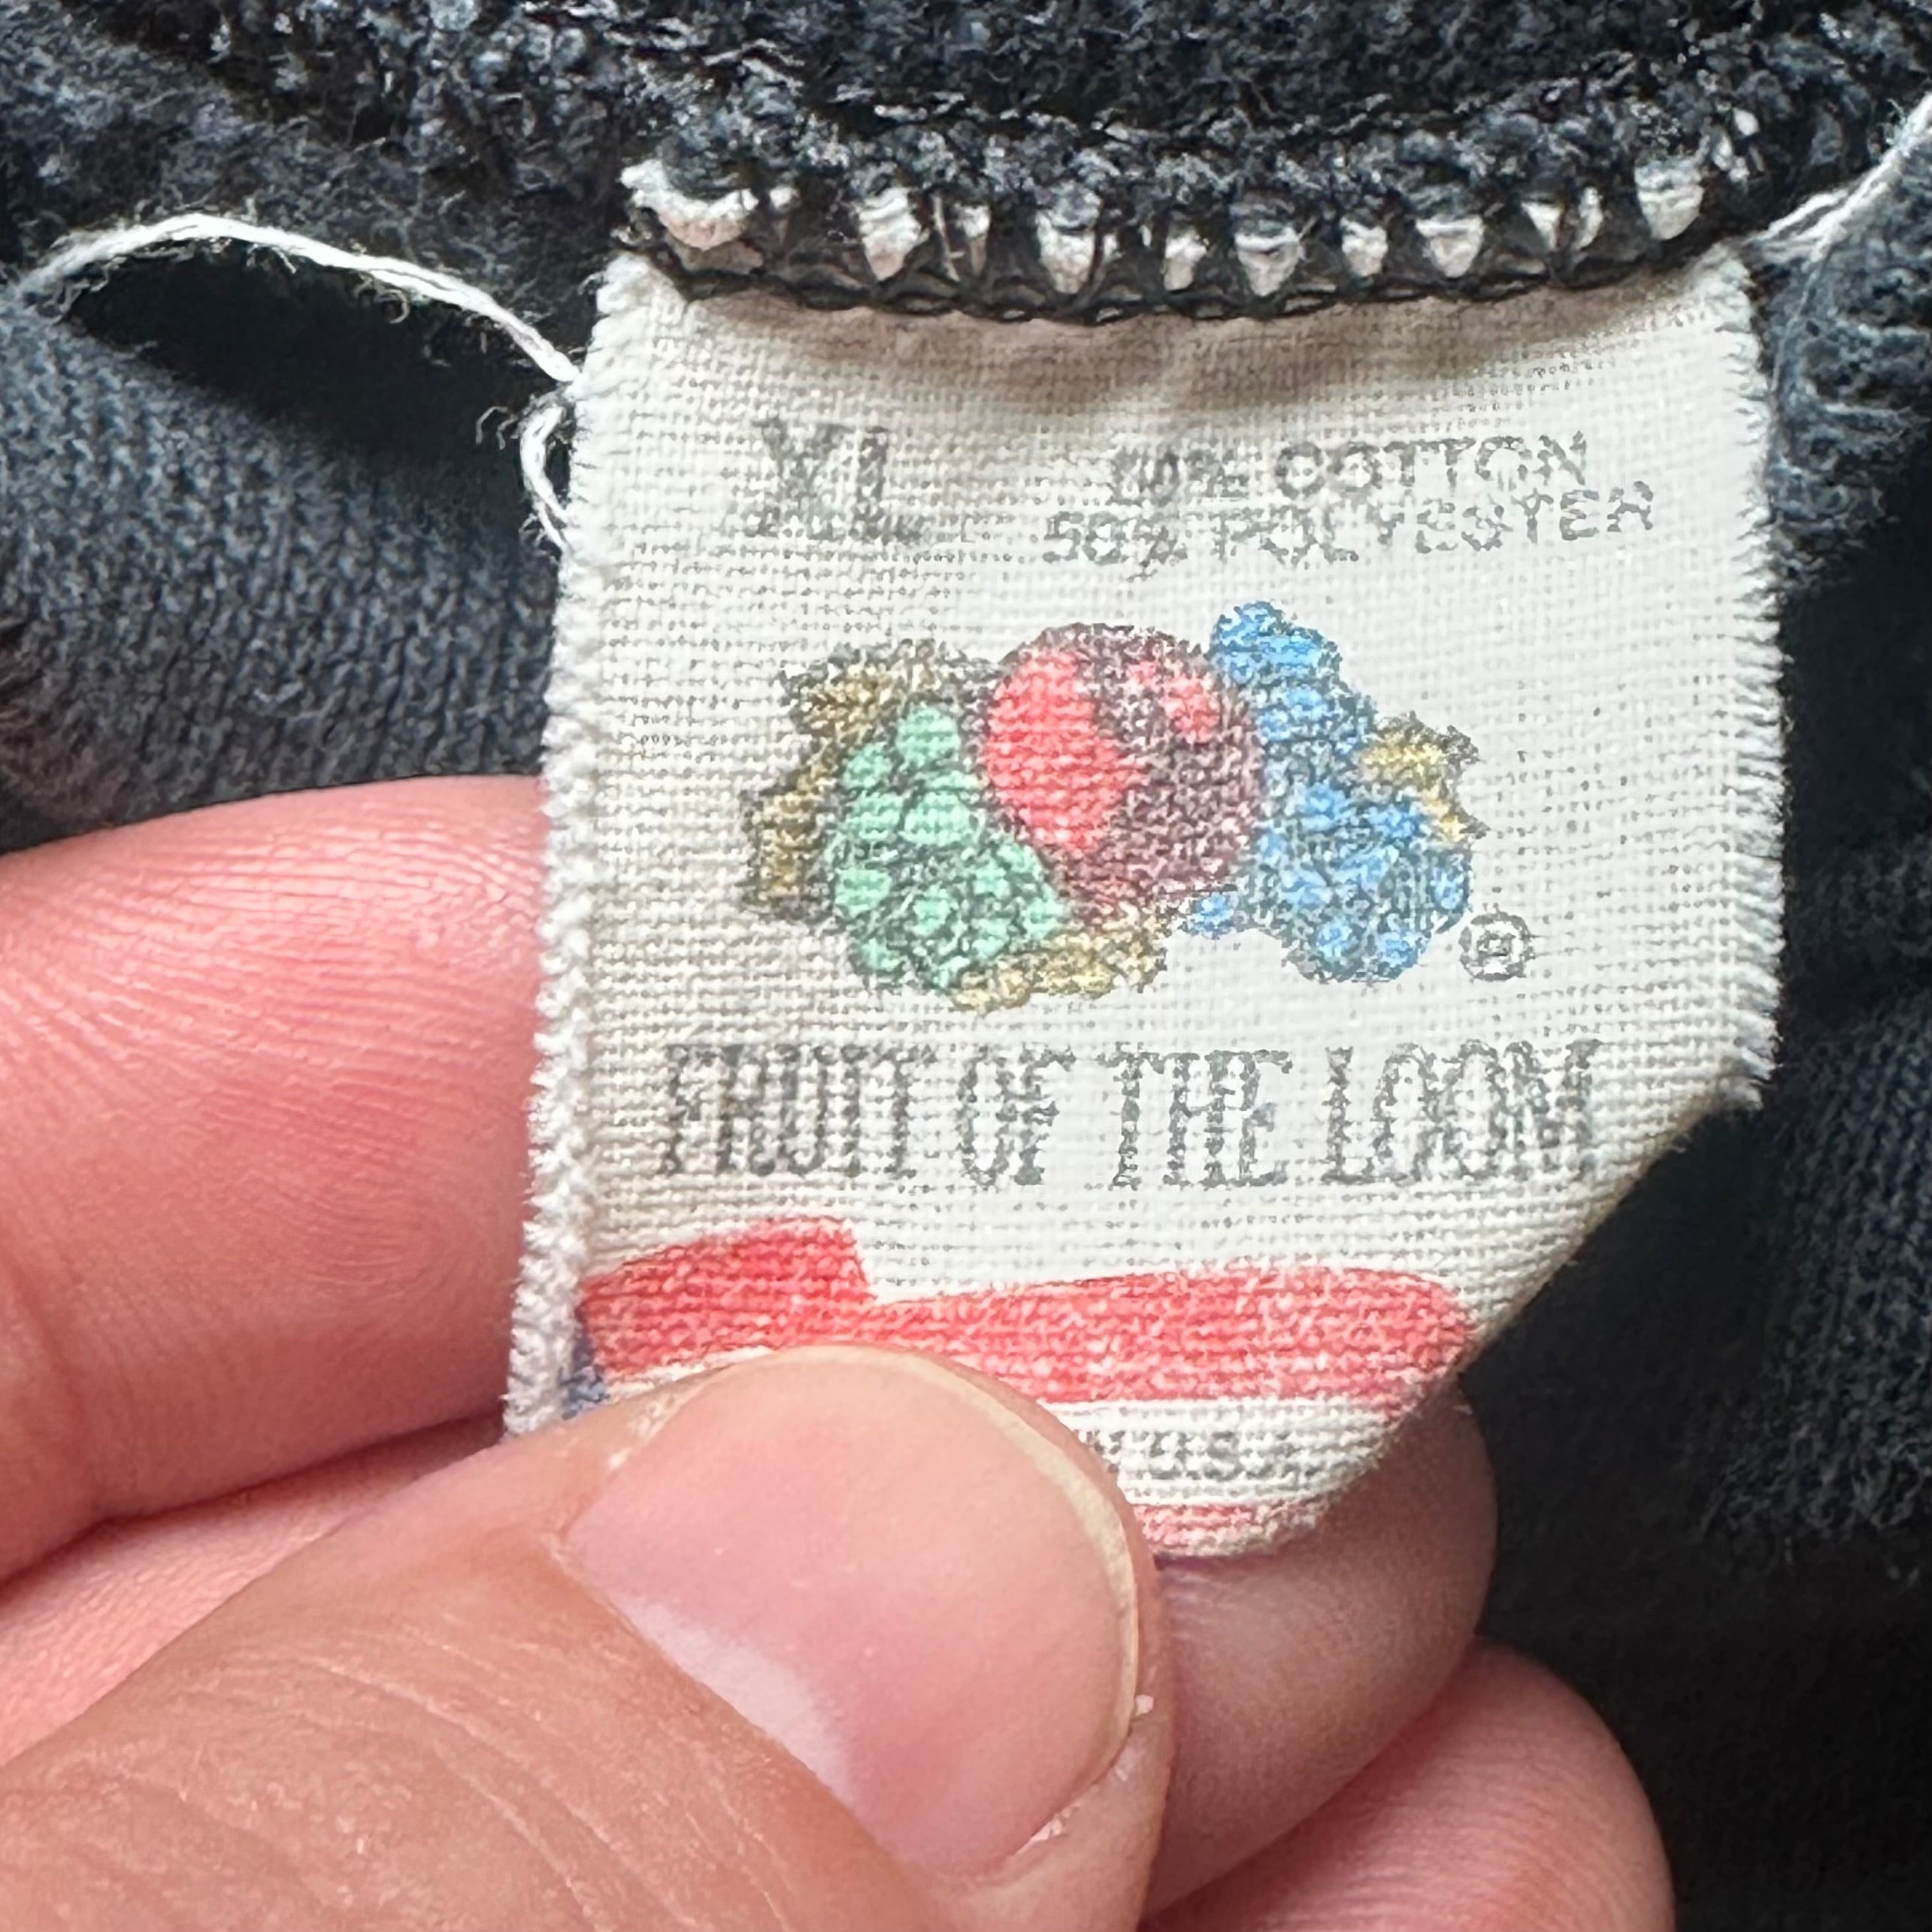 XL
50% COTTON
50% POLYESTER
®
FRUIT OF THE LOOM
U.S.A.